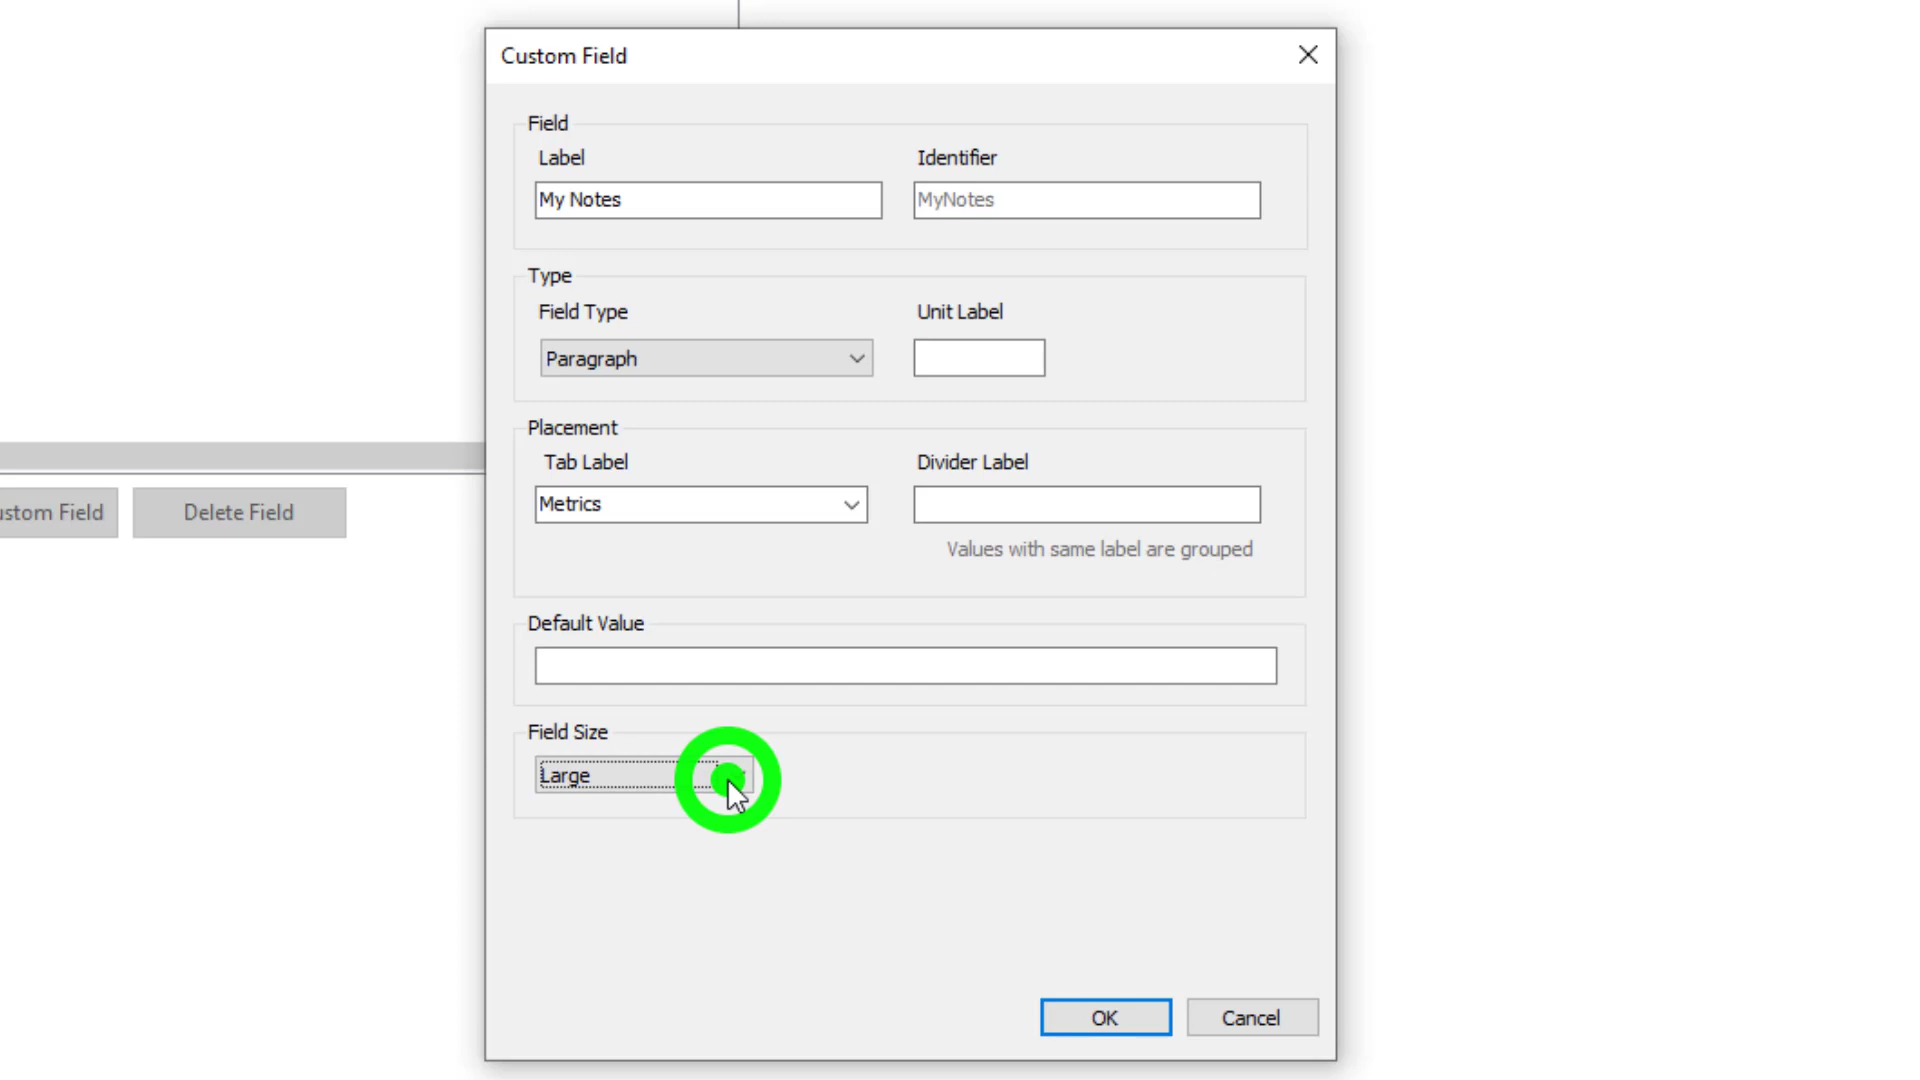 Custom Field
Field
Label
Identifier
My Notes
MyNotes
Type
Field Type
Unit Label
Paragraph
Placement
Tab Label
Divider Label
Metrics
Values with same label are grouped
ustom Field
Delete Field
Default Value
Field Size
Large
OK
Cancel